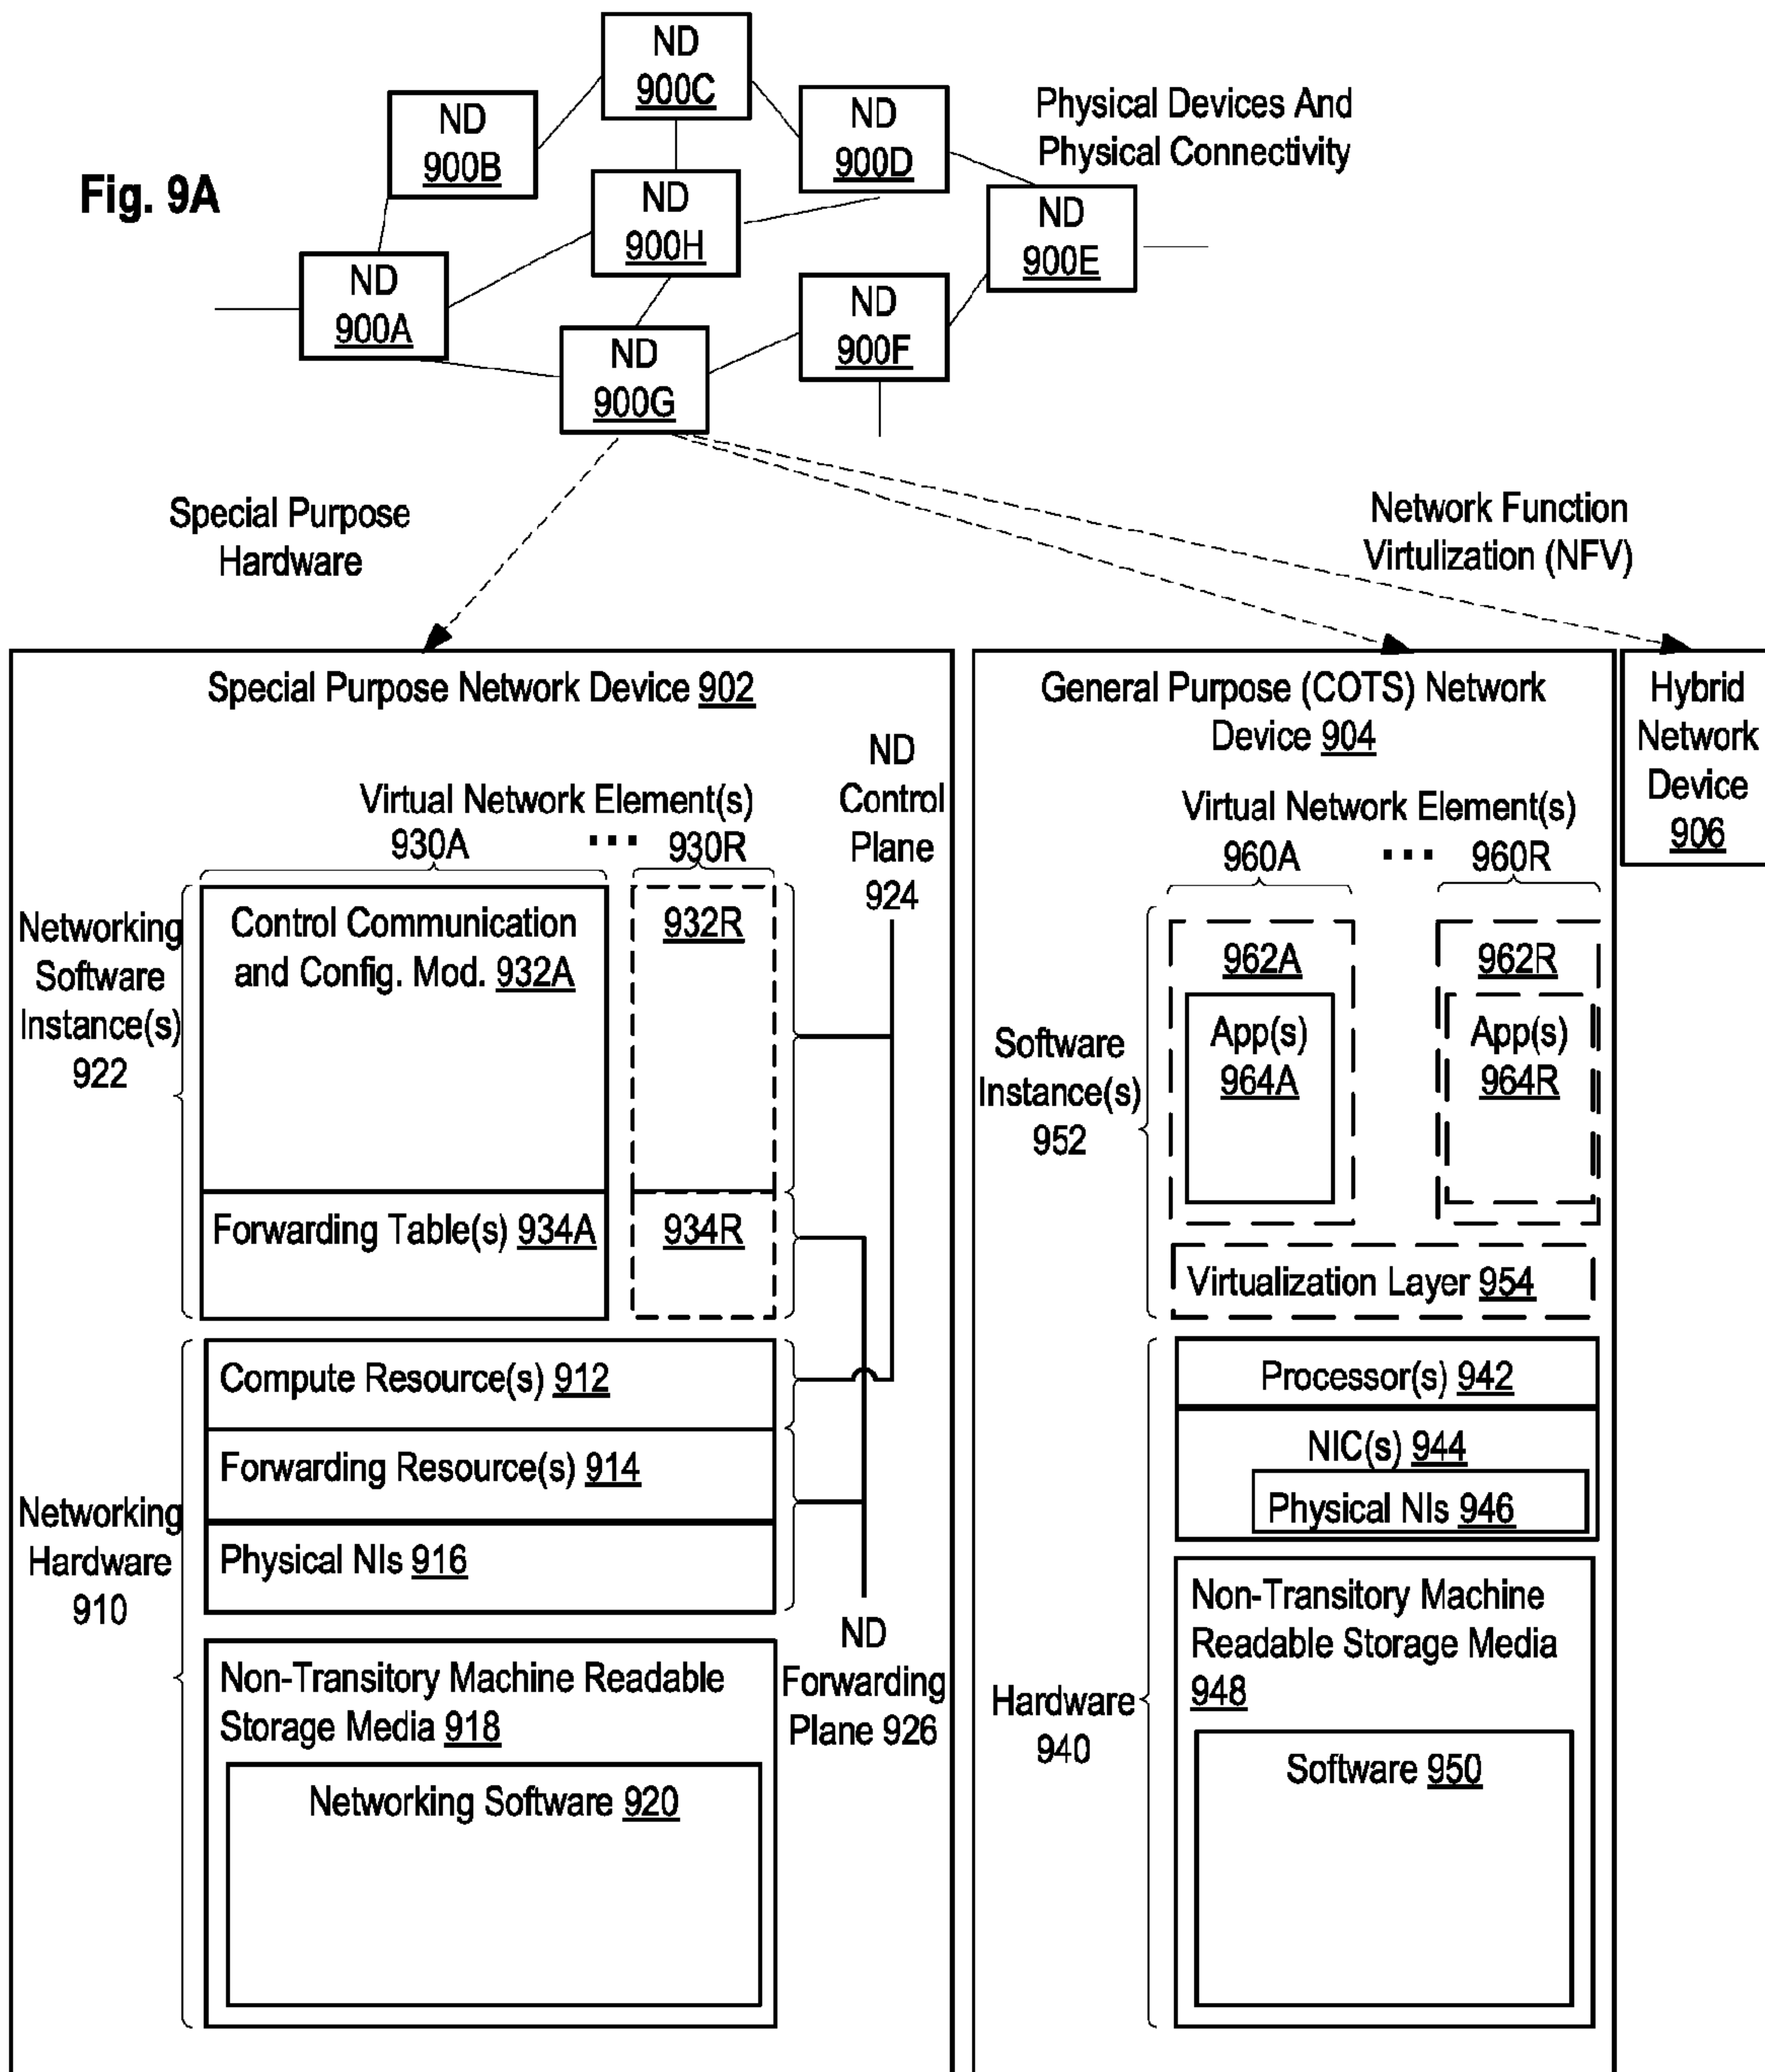 Fig. 9A
ND
900C
ND
900B
ND
900D
Physical Devices And
Physical Connectivity
ND
900H
ND
900E
ND
900A
ND
900F
ND
900G
Special Purpose
Hardware
Network Function
Virtulization (NFV)
Special Purpose Network Device 902
ND
Control
Plane
924
Virtual Network Element(s)
930A
...
930R
Networking
Software
Instance(s)
922
Control Communication
and Config. Mod. 932A
932R
Forwarding Table(s) 934A
934R
Networking
Hardware
910
Compute Resource(s) 912
Forwarding Resource(s) 914
Physical NIs 916
ND
Forwarding
Plane 926
Non-Transitory Machine Readable
Storage Media 918
Networking Software 920
General Purpose (COTS) Network
Device 904
Virtual Network Element(s)
960A
...
960R
Software
Instance(s)
952
962A
App(s)
964A
962R
App(s)
964R
Virtualization Layer 954
Hardware
940
Processor(s) 942
NIC(s) 944
Physical NIs 946
Non-Transitory Machine
Readable Storage Media
948
Software 950
Hybrid
Network
Device
906